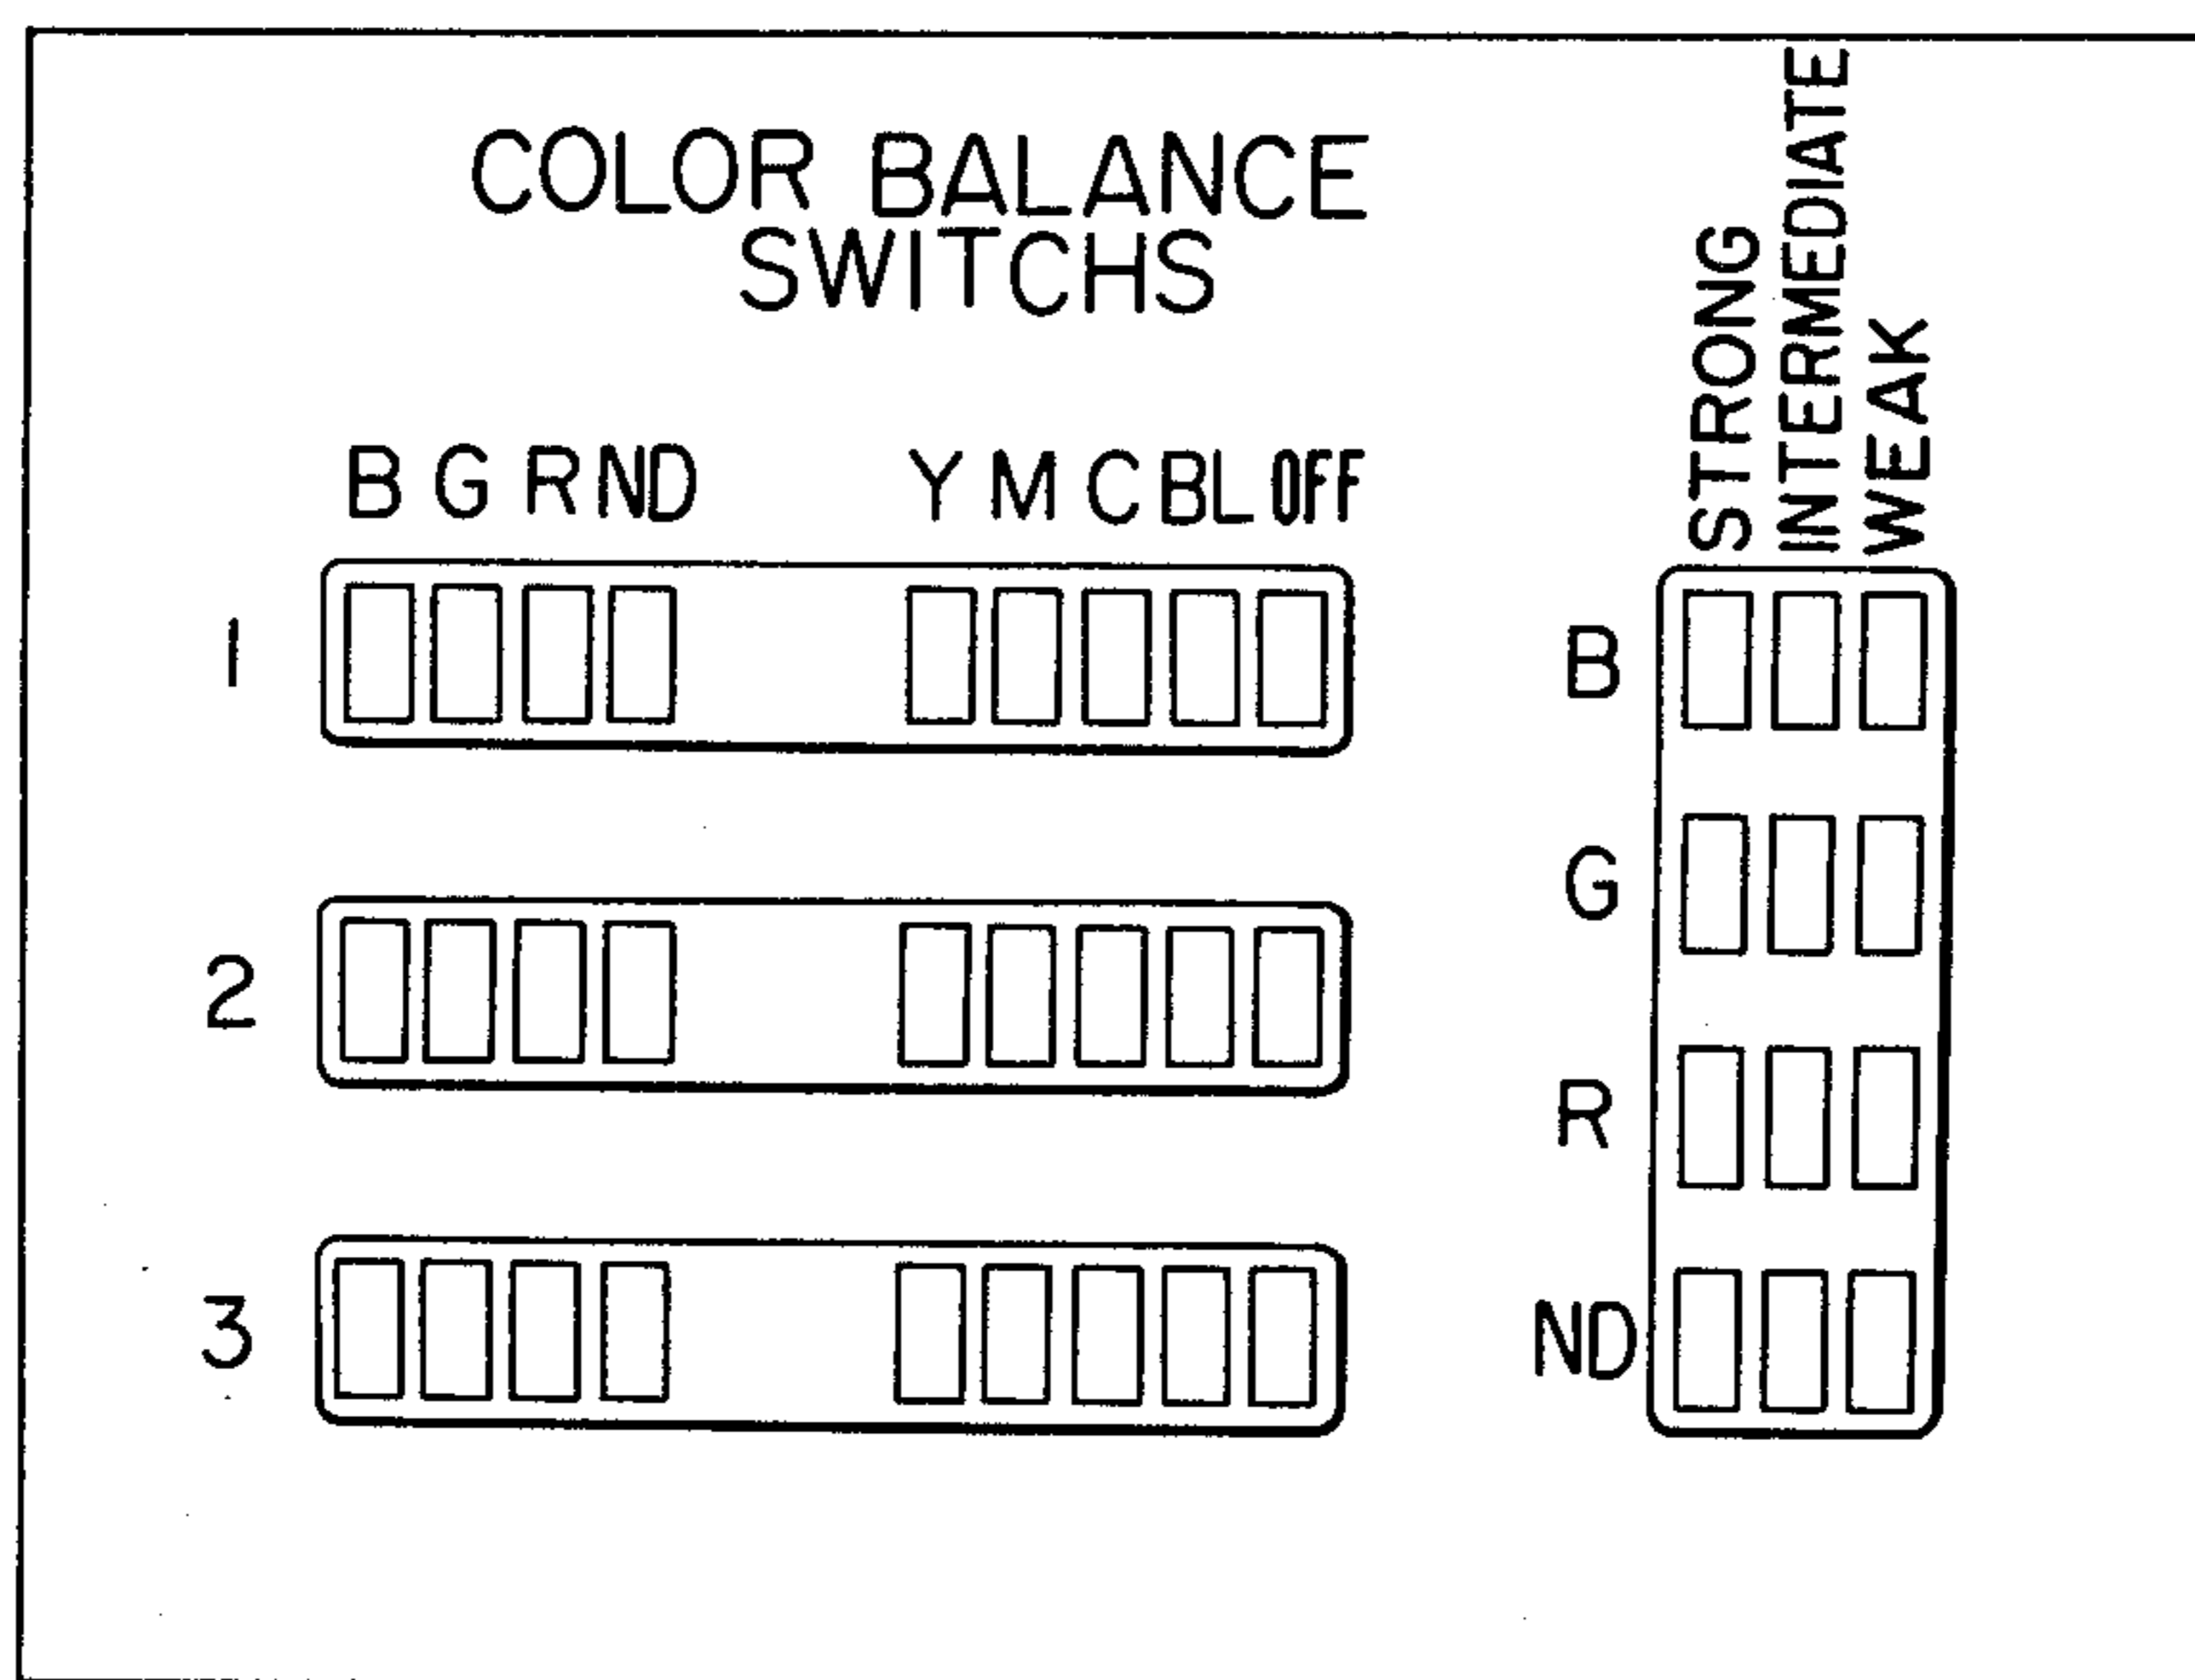 COLOR BALANCE
SWITCHS
STRONG
INTERMEDIATE
WEAK
B G R ND Y M C BL OFF
1
2
3
B
G
R
ND